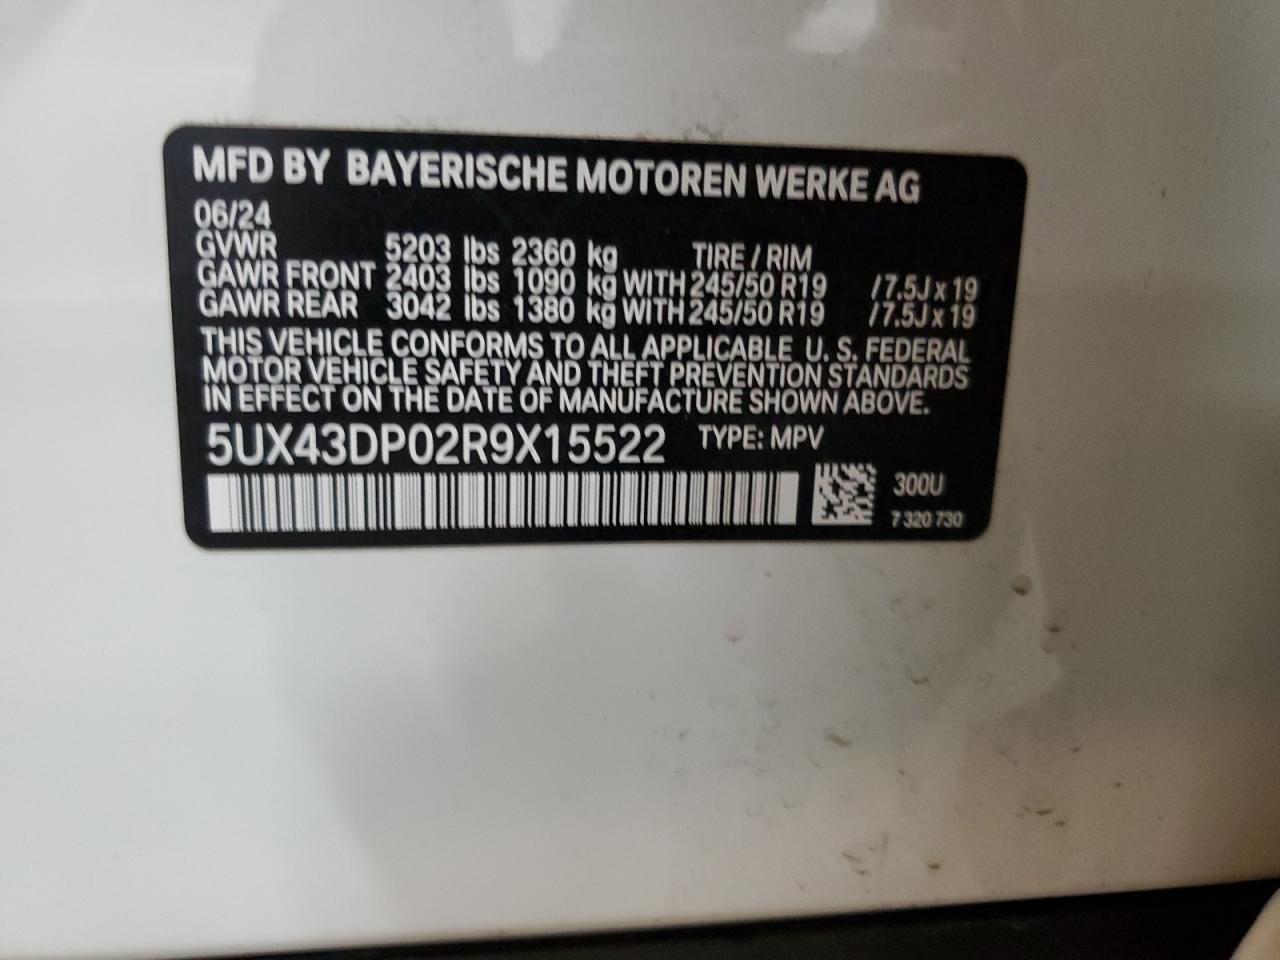 MFD BY BAYERISCHE MOTOREN WERKE AG
06/24
GVWR 5203 lbs 2360 kg TIRE / RIM
GAWR FRONT 2403 lbs 1090 kg WITH 245/50 R19 /7.5J x 19
GAWR REAR 3042 lbs 1380 kg WITH 245/50 R19 /7.5J x 19
THIS VEHICLE CONFORMS TO ALL APPLICABLE U. S. FEDERAL
MOTOR VEHICLE SAFETY AND THEFT PREVENTION STANDARDS
IN EFFECT ON THE DATE OF MANUFACTURE SHOWN ABOVE.
5UX43DP02R9X15522 TYPE: MPV
300U
7 320 730